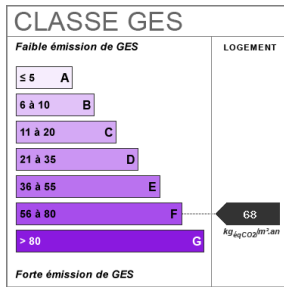 CLASSE GES
Faible émission de GES
LOGEMENT
≤ 5 A
6 à 10 B
11 à 20 C
21 à 35 D
36 à 55 E
56 à 80 F
68
kgéqCO2/m².an
> 80 G
Forte émission de GES